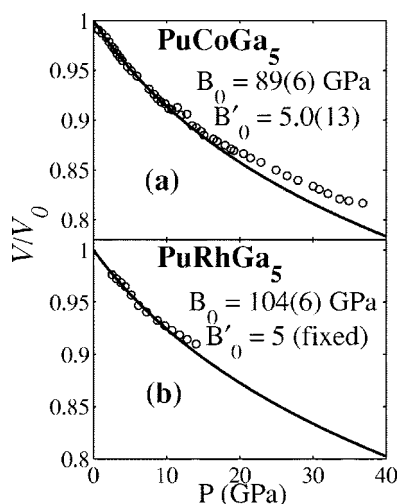 1
0.95
0.9
0.85
0.8
PuCoGa5
B0 = 89(6) GPa
B′0 = 5.0(13)
(a)
V/V0
1
0.95
0.9
0.85
0.8
PuRhGa5
B0 = 104(6) GPa
B′0 = 5 (fixed)
(b)
0 10 20 30 40
P (GPa)